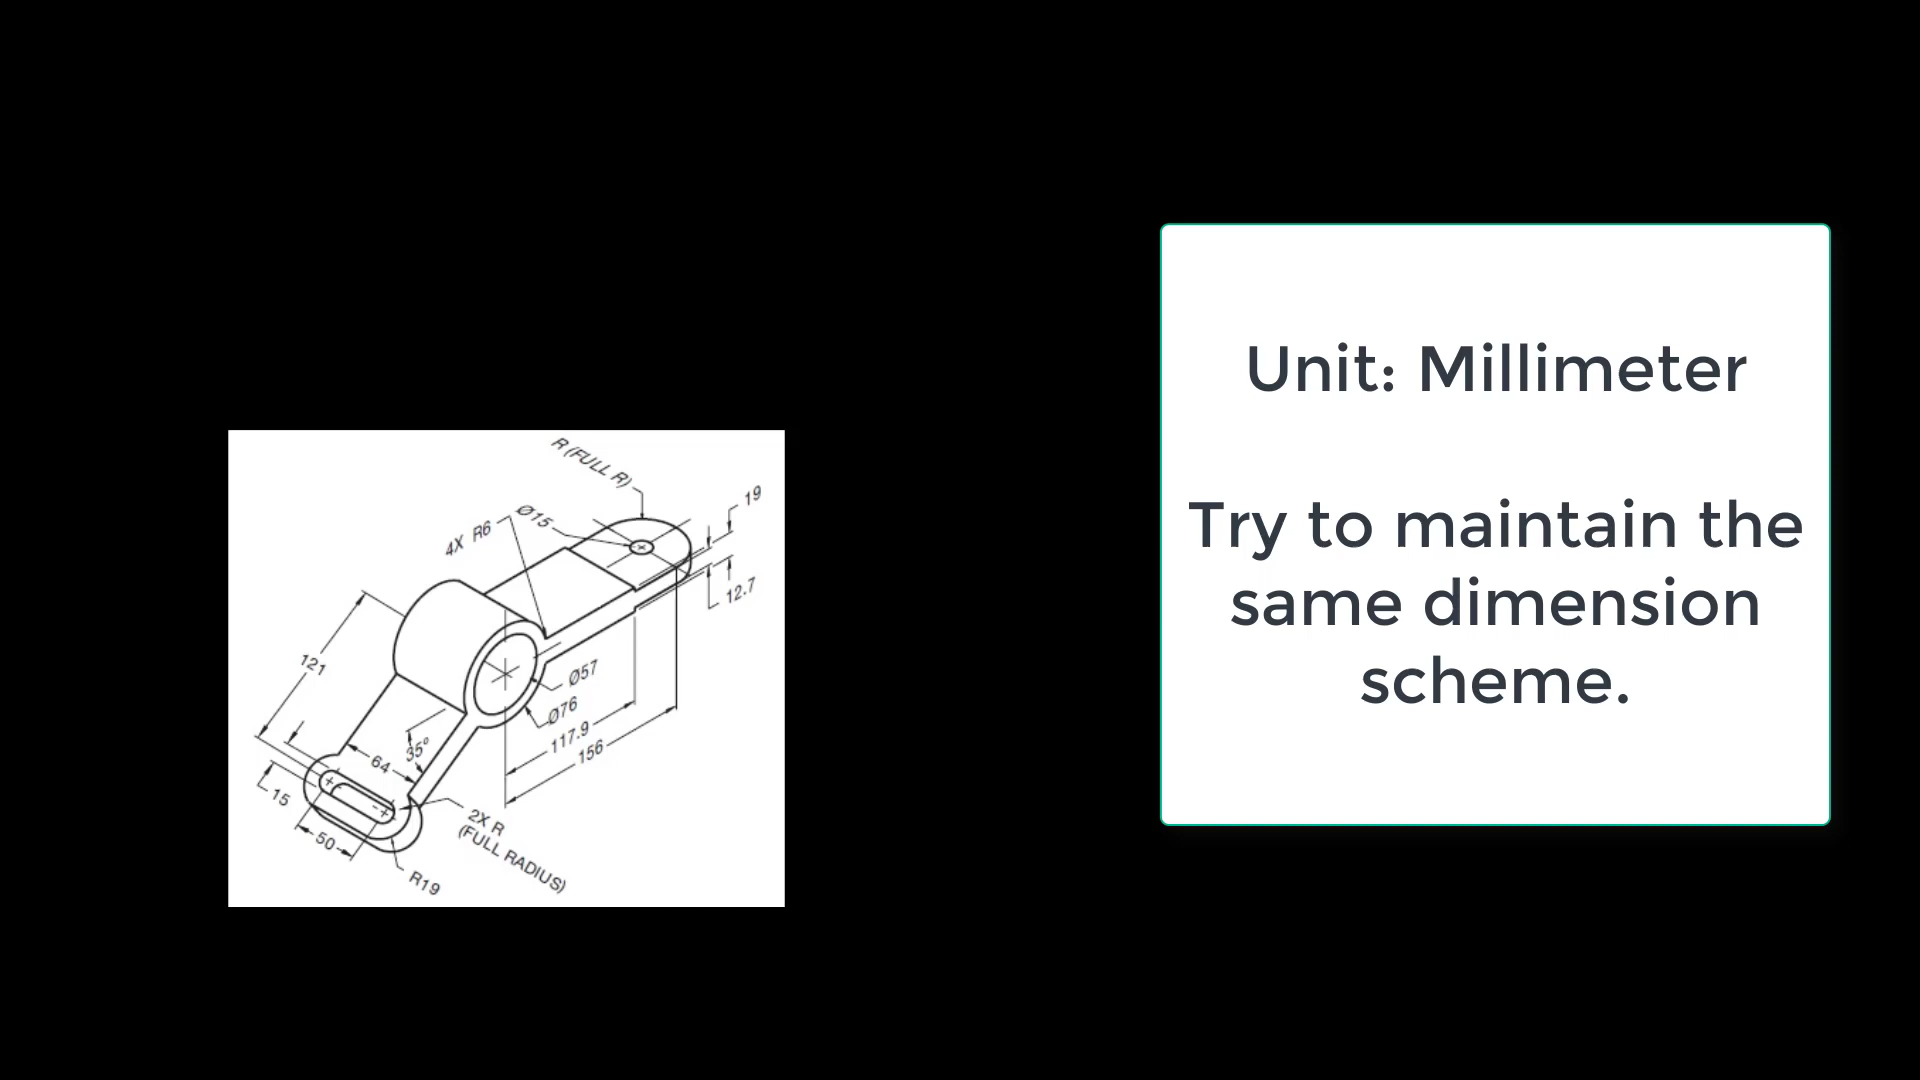 R (FULL R)
19
Ø15
4X R6
12.7
121
Ø57
Ø76
117.9
35°
156
64
15
50
2X R
(FULL RADIUS)
R19
Unit: Millimeter
Try to maintain the
same dimension
scheme.